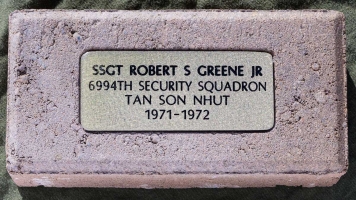 SSGT ROBERT S GREENE JR
6994TH SECURITY SQUADRON
TAN SON NHUT
1971-1972